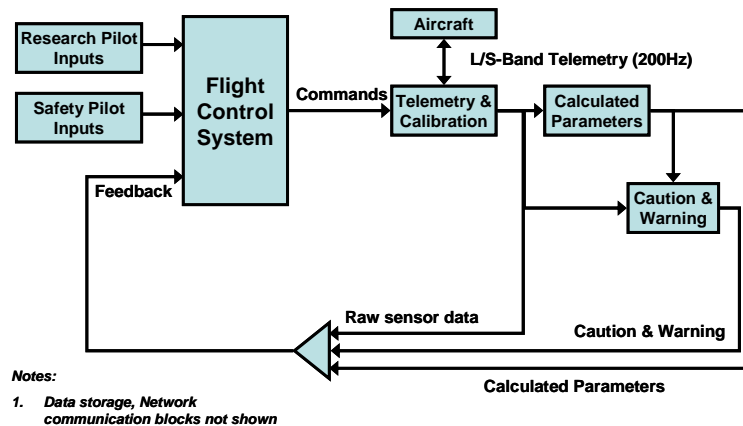 Aircraft
L/S-Band Telemetry (200Hz)
Research Pilot
Inputs
Safety Pilot
Inputs
Flight
Control
System
Commands
Telemetry &
Calibration
Calculated
Parameters
Caution &
Warning
Feedback
Raw sensor data
Caution & Warning
Calculated Parameters
Notes:
1. Data storage, Network
communication blocks not shown